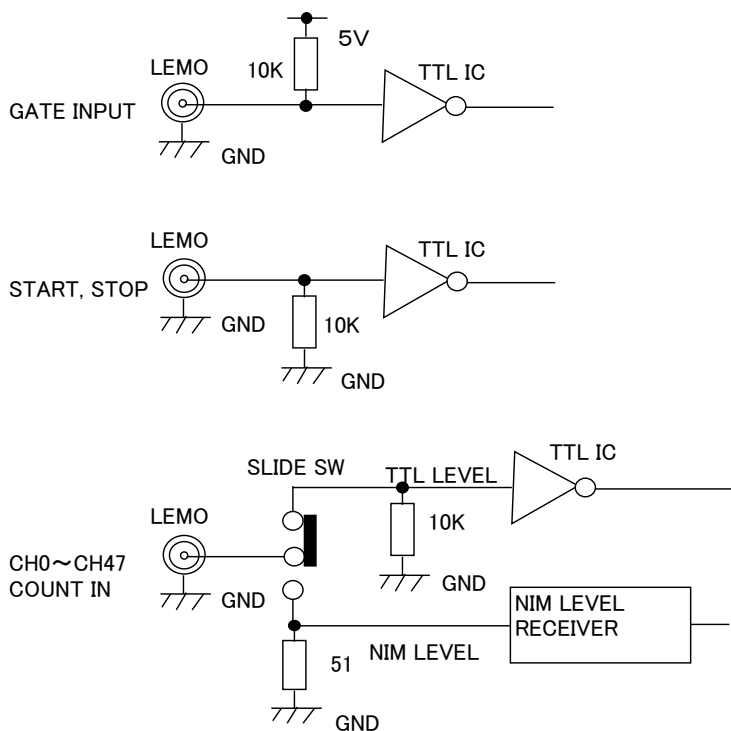 5V
10K
LEMO
TTL IC
GATE INPUT
GND
LEMO
TTL IC
START, STOP
GND
10K
GND
SLIDE SW
TTL LEVEL
TTL IC
LEMO
10K
CH0～CH47
COUNT IN
GND
GND
NIM LEVEL
RECEIVER
51
NIM LEVEL
GND